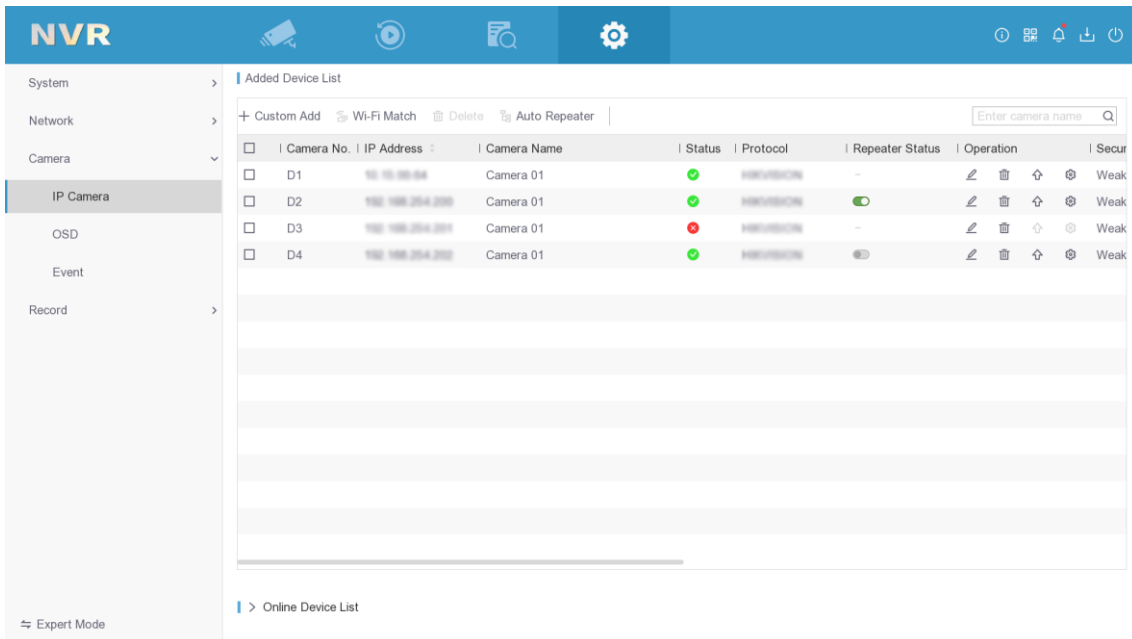 NVR
System
Network
Camera
IP Camera
OSD
Event
Record
Expert Mode
Added Device List
Custom Add Wi-Fi Match Delete Auto Repeater Enter camera name
Camera No. IP Address Camera Name Status Protocol Repeater Status Operation Secur
D1 Camera 01 – Weak
D2 Camera 01 Weak
D3 Camera 01 – Weak
D4 Camera 01 Weak
Online Device List